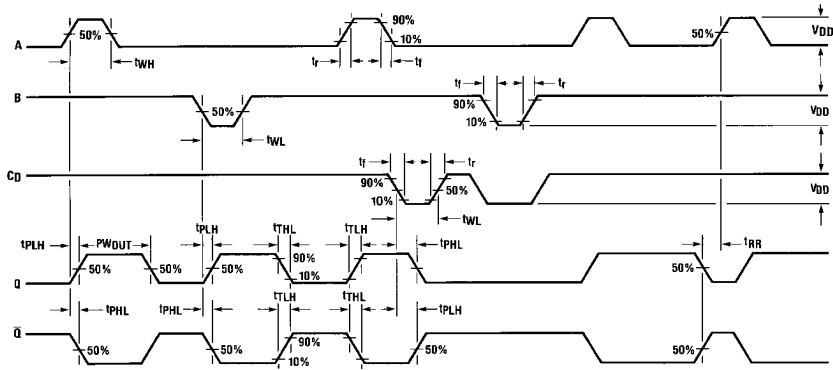 A 50% tWH tr 90% 10% tf 50% VDD
B 50% tWL tf 90% 10% tr VDD
CD tf 90% 10% tr 50% tWL VDD
tPLH PWOUT tPLH tTHL tTLH tPHL tRR
Q 50% 50% 50% 90% 10% 50%
tPHL tPHL tTLH tTHL tPLH
Q̅ 50% 50% 90% 10% 50% 50%